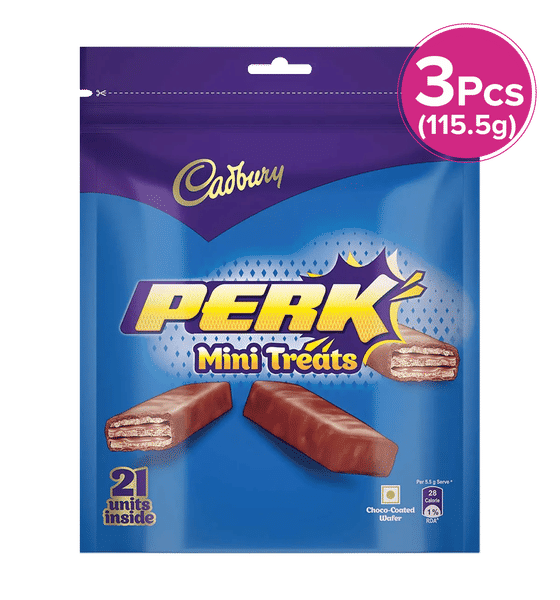 3Pcs
(115.5g)
Cadbury
PERK
Mini Treats
21
units
inside
Choco-Coated
Wafer
Per 5.5 g Serve*
28
Calorie
1%
RDA*